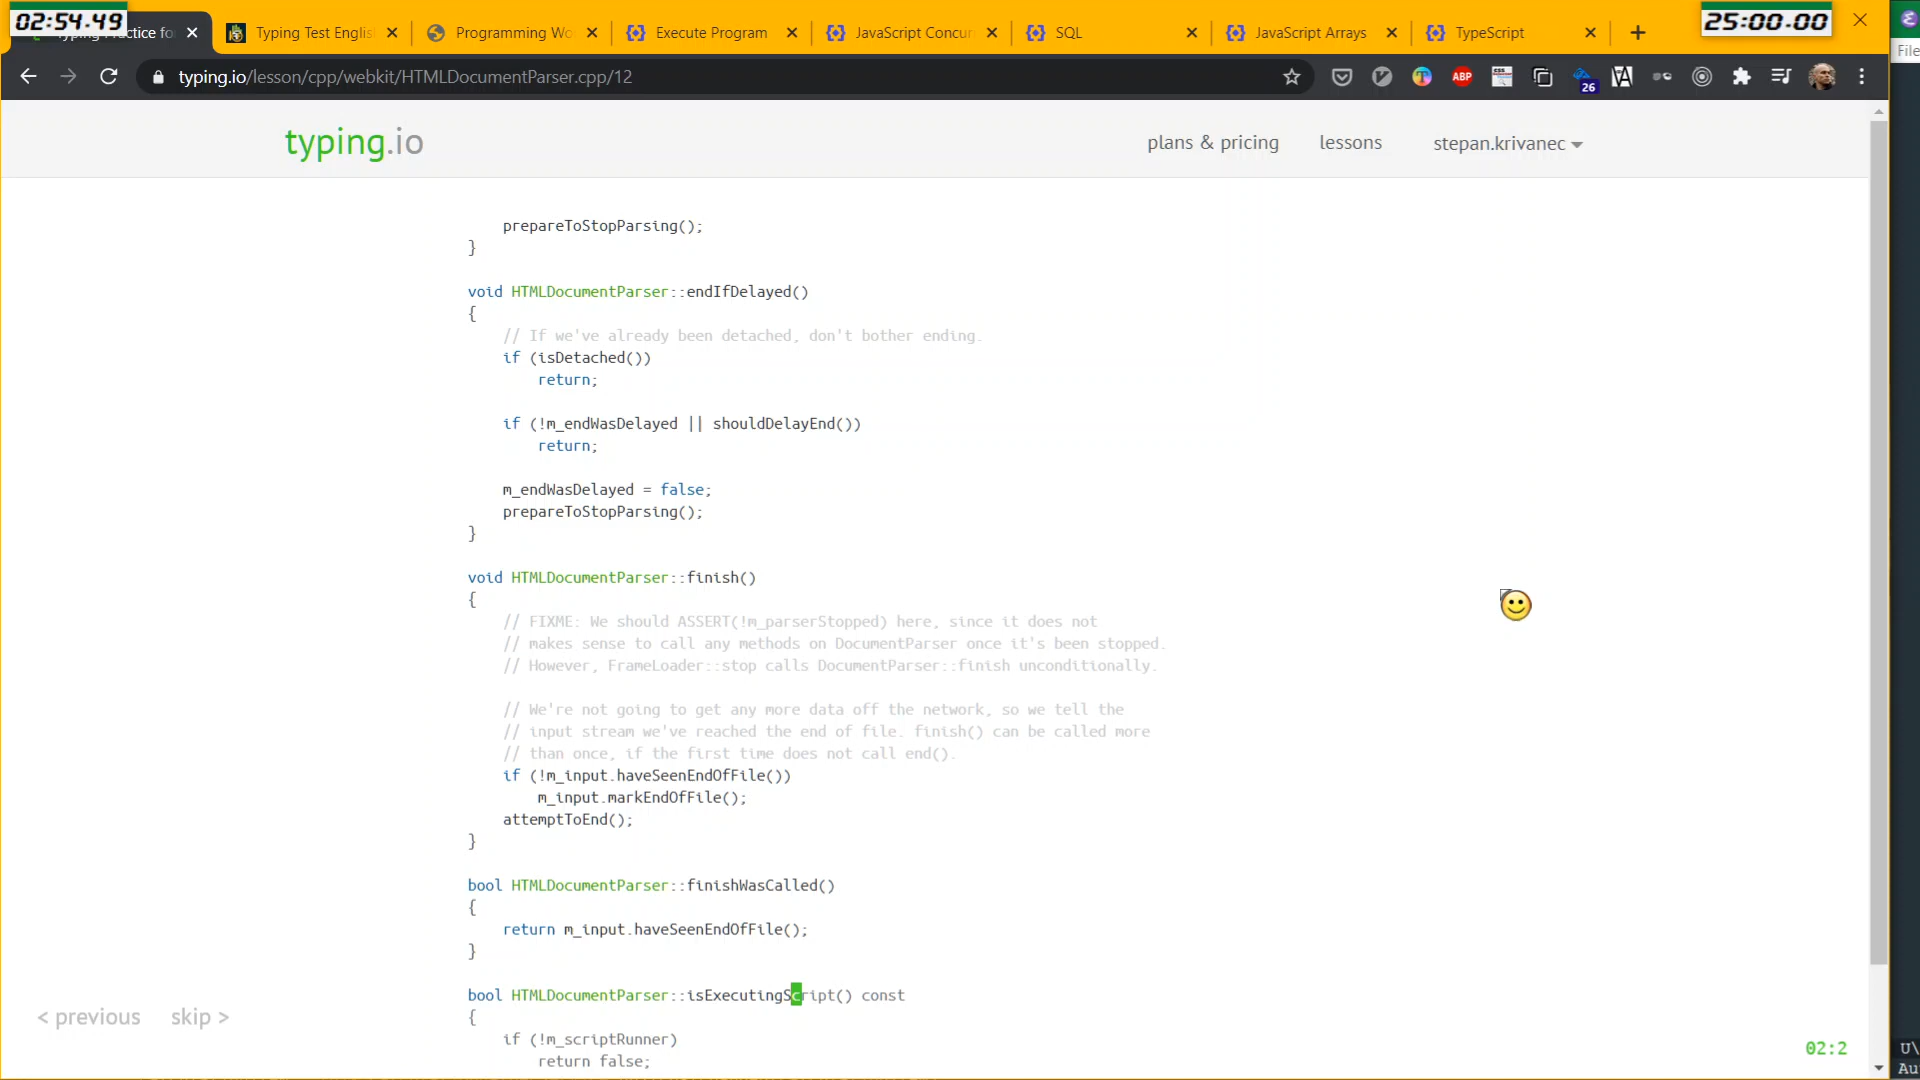 02:54.49
Typing Practice fo
Typing Test Englis
Programming Wo
Execute Program
JavaScript Concur
SQL
JavaScript Arrays
TypeScript
25:00.00
File
typing.io/lesson/cpp/webkit/HTMLDocumentParser.cpp/12
ABP
26
typing.io
plans & pricing
lessons
stepan.krivanec
prepareToStopParsing();
}
void HTMLDocumentParser::endIfDelayed()
{
// If we've already been detached, don't bother ending.
if (isDetached())
return;
if (!m_endWasDelayed || shouldDelayEnd())
return;
m_endWasDelayed = false;
prepareToStopParsing();
}
void HTMLDocumentParser::finish()
{
// FIXME: We should ASSERT(!m_parserStopped) here, since it does not
// makes sense to call any methods on DocumentParser once it's been stopped.
// However, FrameLoader::stop calls DocumentParser::finish unconditionally.
// We're not going to get any more data off the network, so we tell the
// input stream we've reached the end of file. finish() can be called more
// than once, if the first time does not call end().
if (!m_input.haveSeenEndOfFile())
m_input.markEndOfFile();
attemptToEnd();
}
bool HTMLDocumentParser::finishWasCalled()
{
return m_input.haveSeenEndOfFile();
}
bool HTMLDocumentParser::isExecutingScript() const
{
if (!m_scriptRunner)
return false;
< previous
skip >
02:2
U\
Au